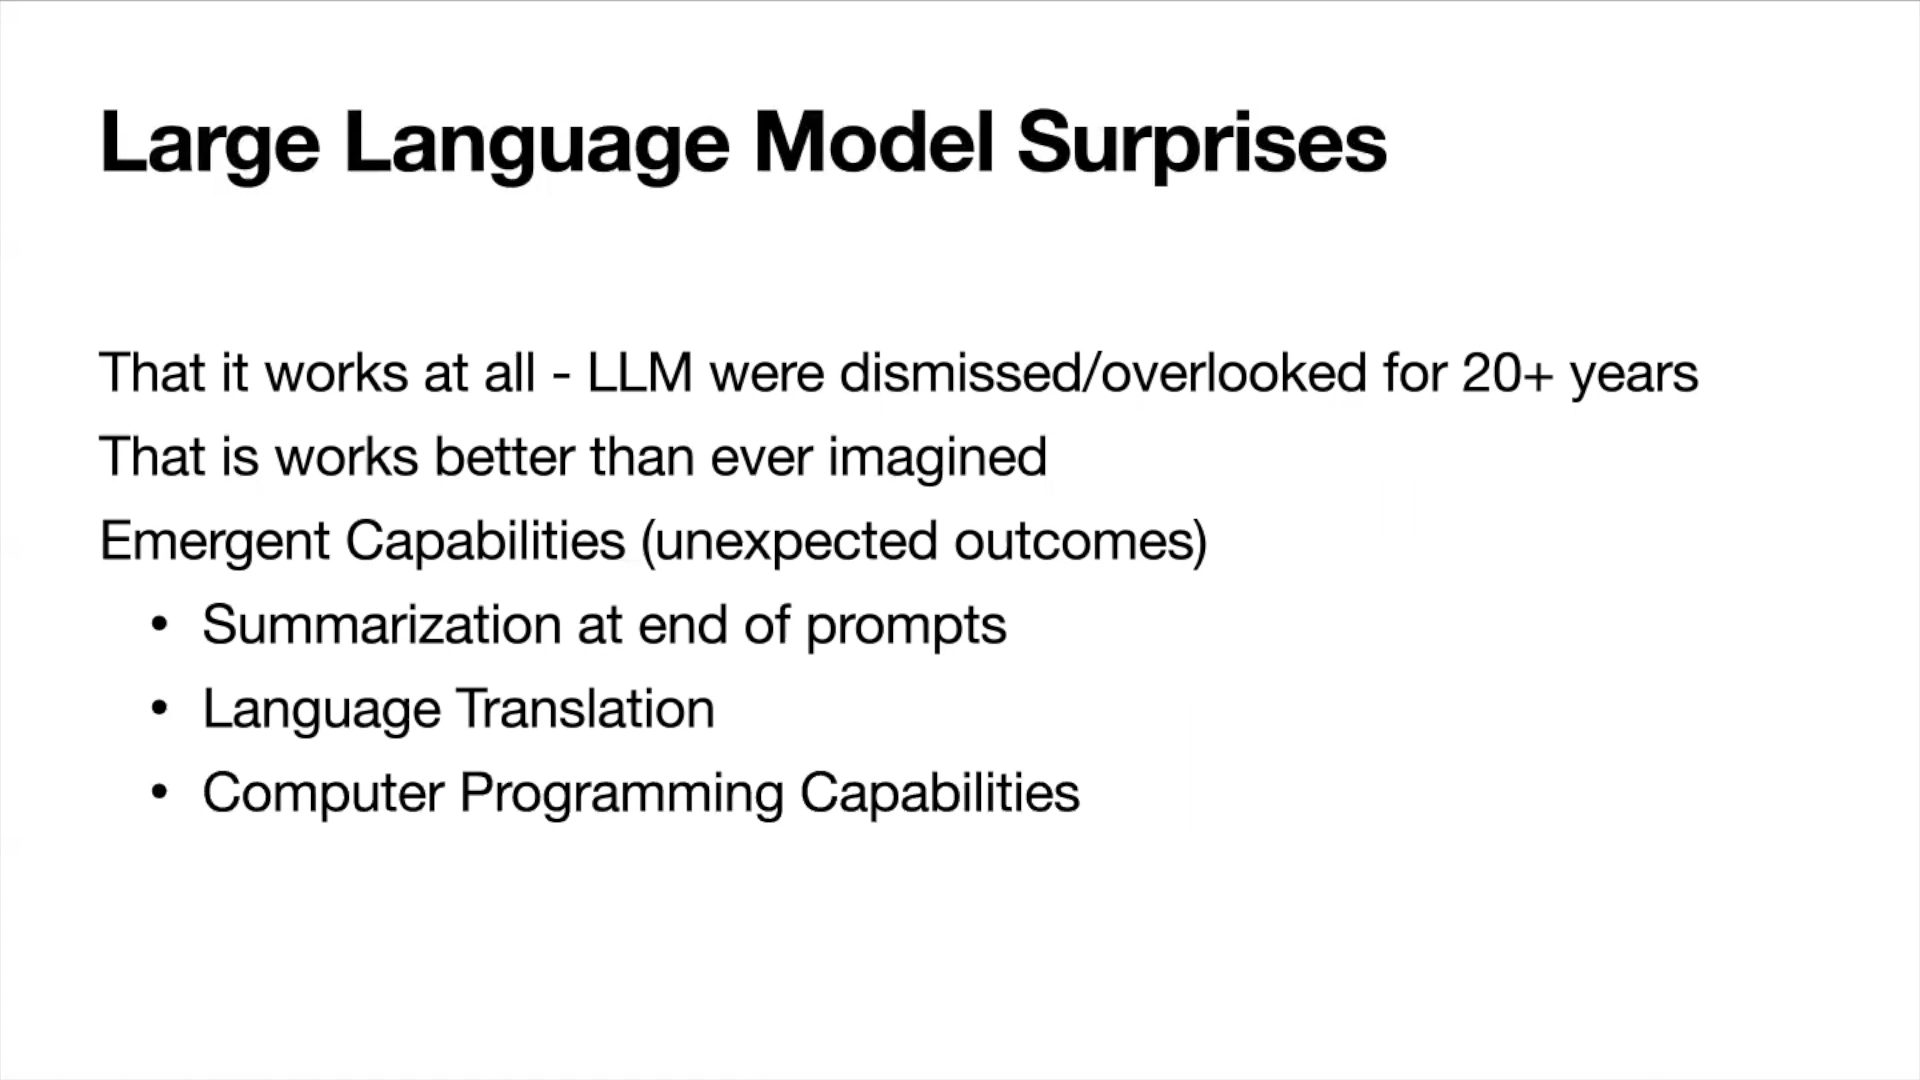 Large Language Model Surprises
That it works at all - LLM were dismissed/overlooked for 20+ years
That is works better than ever imagined
Emergent Capabilities (unexpected outcomes)
• Summarization at end of prompts
• Language Translation
• Computer Programming Capabilities